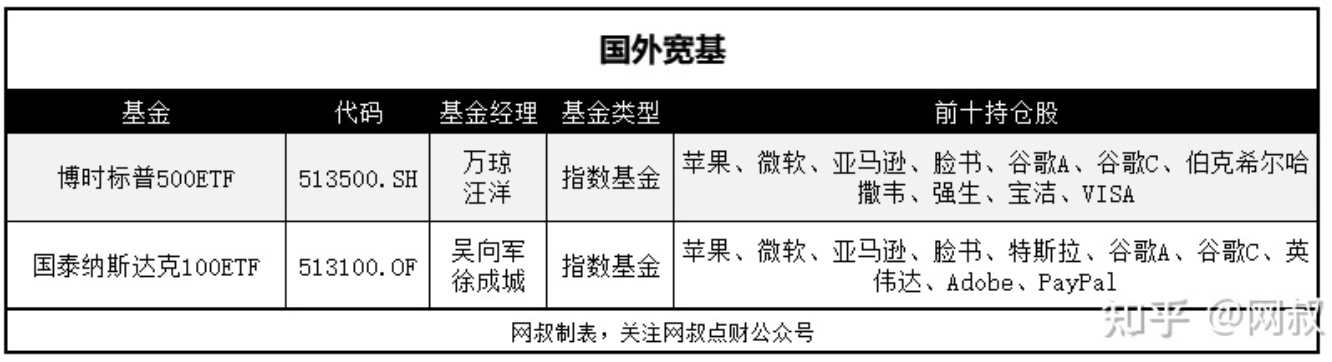 国外宽基
基金 代码 基金经理 基金类型 前十持仓股
博时标普500ETF 513500.SH 万琼 汪洋 指数基金 苹果、微软、亚马逊、脸书、谷歌A、谷歌C、伯克希尔哈撒韦、强生、宝洁、VISA
国泰纳斯达克100ETF 513100.OF 吴向军 徐成城 指数基金 苹果、微软、亚马逊、脸书、特斯拉、谷歌A、谷歌C、英伟达、Adobe、PayPal
网叔制表，关注网叔点财公众号
知乎 @网叔